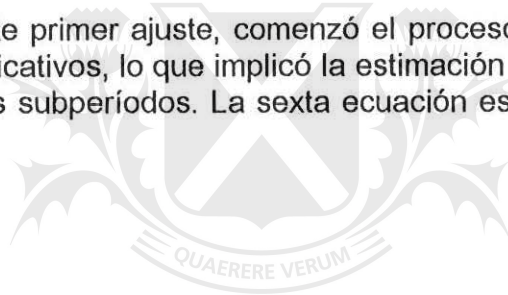 e primer ajuste, comenzó el proceso
icativos, lo que implicó la estimación
s subperíodos. La sexta ecuación es
QUAERERE VERUM